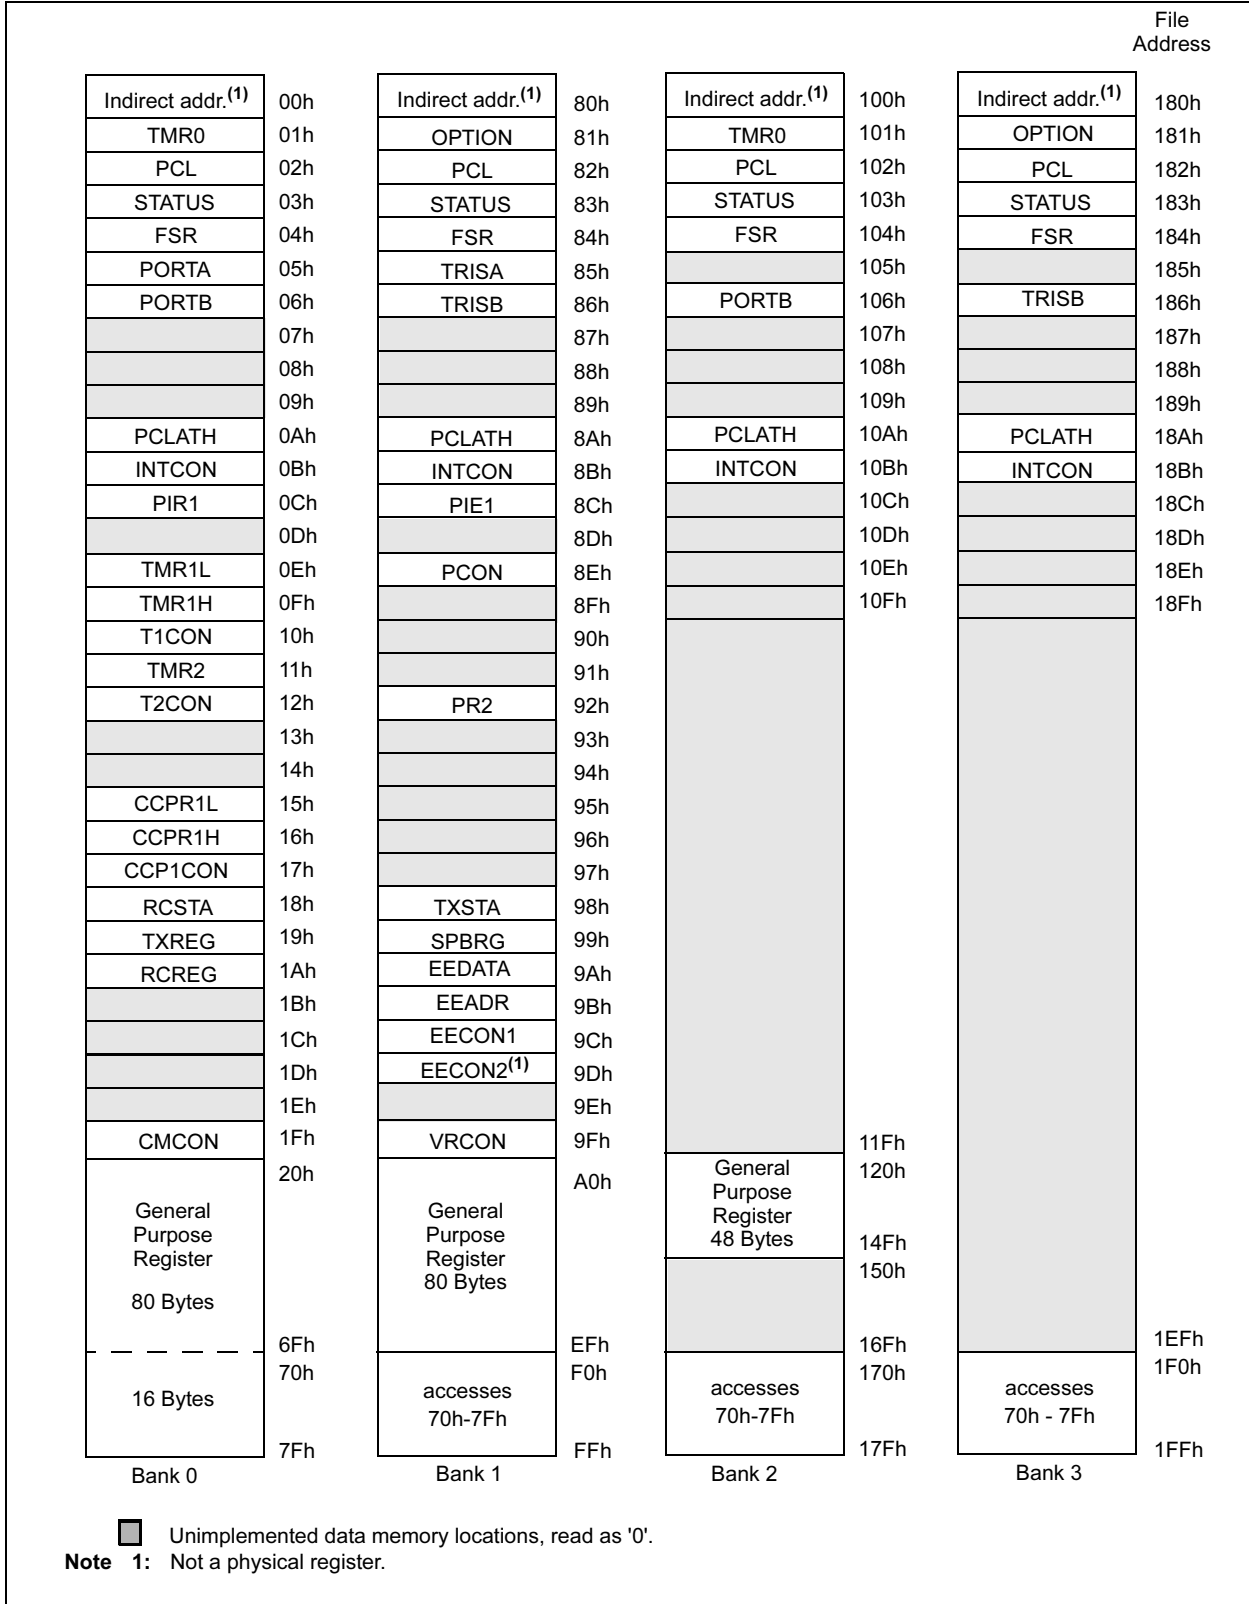 File
Address
Indirect addr.(1) 00h Indirect addr.(1) 80h Indirect addr.(1) 100h Indirect addr.(1) 180h
TMR0 01h OPTION 81h TMR0 101h OPTION 181h
PCL 02h PCL 82h PCL 102h PCL 182h
STATUS 03h STATUS 83h STATUS 103h STATUS 183h
FSR 04h FSR 84h FSR 104h FSR 184h
PORTA 05h TRISA 85h 105h 185h
PORTB 06h TRISB 86h PORTB 106h TRISB 186h
07h 87h 107h 187h
08h 88h 108h 188h
09h 89h 109h 189h
PCLATH 0Ah PCLATH 8Ah PCLATH 10Ah PCLATH 18Ah
INTCON 0Bh INTCON 8Bh INTCON 10Bh INTCON 18Bh
PIR1 0Ch PIE1 8Ch 10Ch 18Ch
0Dh 8Dh 10Dh 18Dh
TMR1L 0Eh PCON 8Eh 10Eh 18Eh
TMR1H 0Fh 8Fh 10Fh 18Fh
T1CON 10h 90h
TMR2 11h 91h
T2CON 12h PR2 92h
13h 93h
14h 94h
CCPR1L 15h 95h
CCPR1H 16h 96h
CCP1CON 17h 97h
RCSTA 18h TXSTA 98h
TXREG 19h SPBRG 99h
RCREG 1Ah EEDATA 9Ah
1Bh EEADR 9Bh
1Ch EECON1 9Ch
1Dh EECON2(1) 9Dh
1Eh 9Eh
CMCON 1Fh VRCON 9Fh 11Fh
20h A0h General 120h
General General Purpose
Purpose Purpose Register
Register Register 48 Bytes 14Fh
80 Bytes 80 Bytes 150h
6Fh EFh 16Fh 1EFh
70h F0h 170h 1F0h
16 Bytes accesses accesses accesses
70h-7Fh 70h-7Fh 70h - 7Fh
7Fh FFh 17Fh 1FFh
Bank 0 Bank 1 Bank 2 Bank 3
Unimplemented data memory locations, read as '0'.
Note 1: Not a physical register.